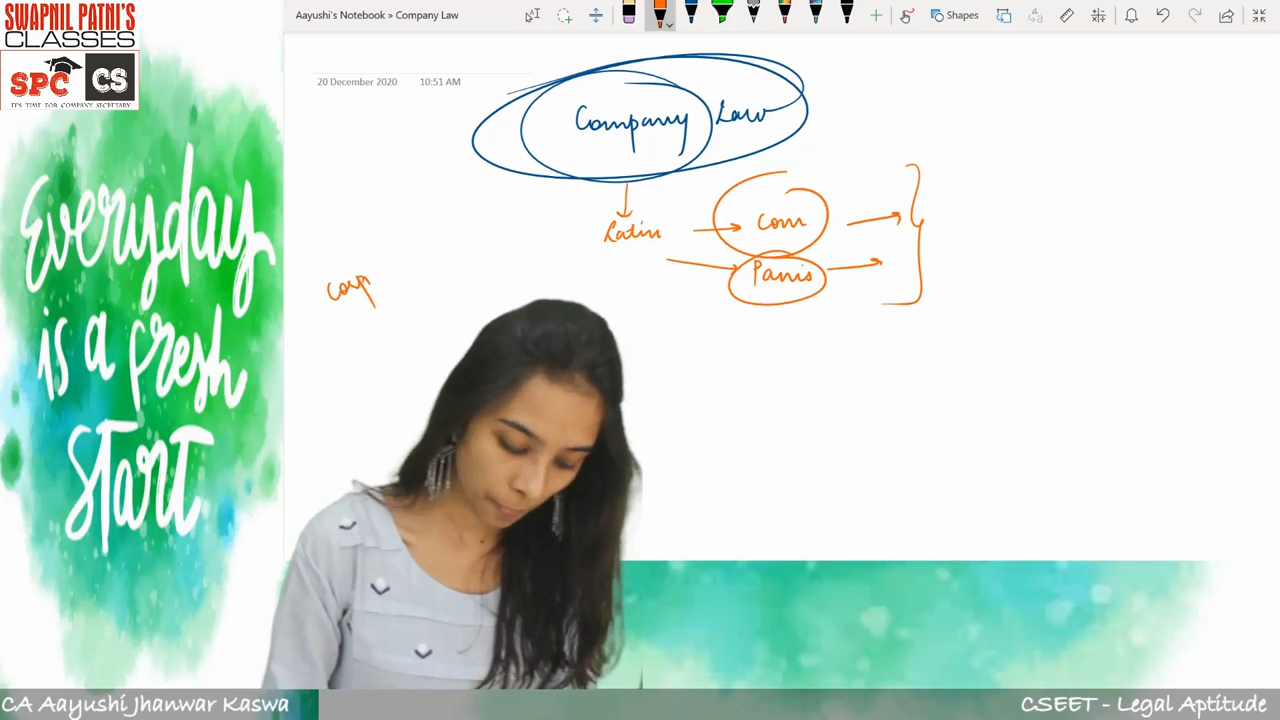 SWAPNIL PATNI'S
CLASSES
SPC CS
IT'S TIME FOR COMPANY SECRETARY
Everyday
is a fresh
START
Aayushi's Notebook » Company Law
Shapes
20 December 2020 10:51 AM
Company Law
Latin com
Panis
CA Aayushi Jhanwar Kaswa
CSEET - Legal Aptitude